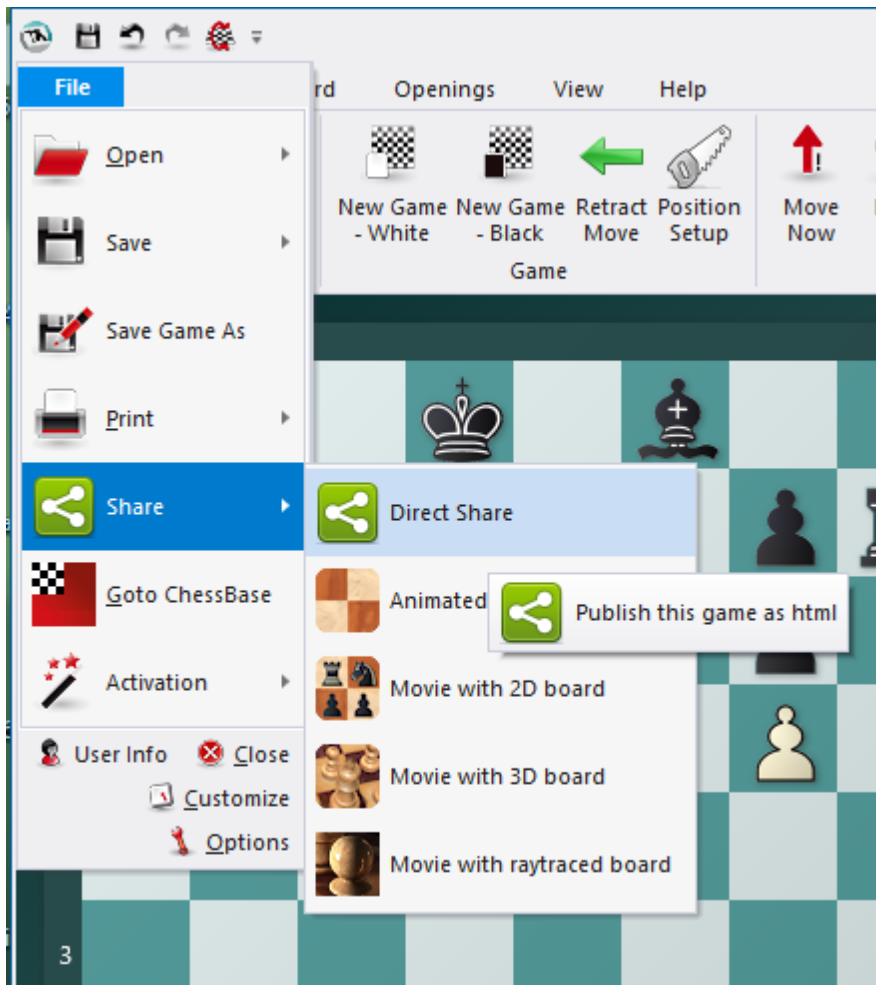 File
rd Openings View Help
Open
Save
Save Game As
Print
Share
Goto ChessBase
Activation
User Info Close
Customize
Options
New Game - White
New Game - Black
Retract Move
Position Setup
Move Now
!
Game
Direct Share
Animated
Publish this game as html
Movie with 2D board
Movie with 3D board
Movie with raytraced board
3